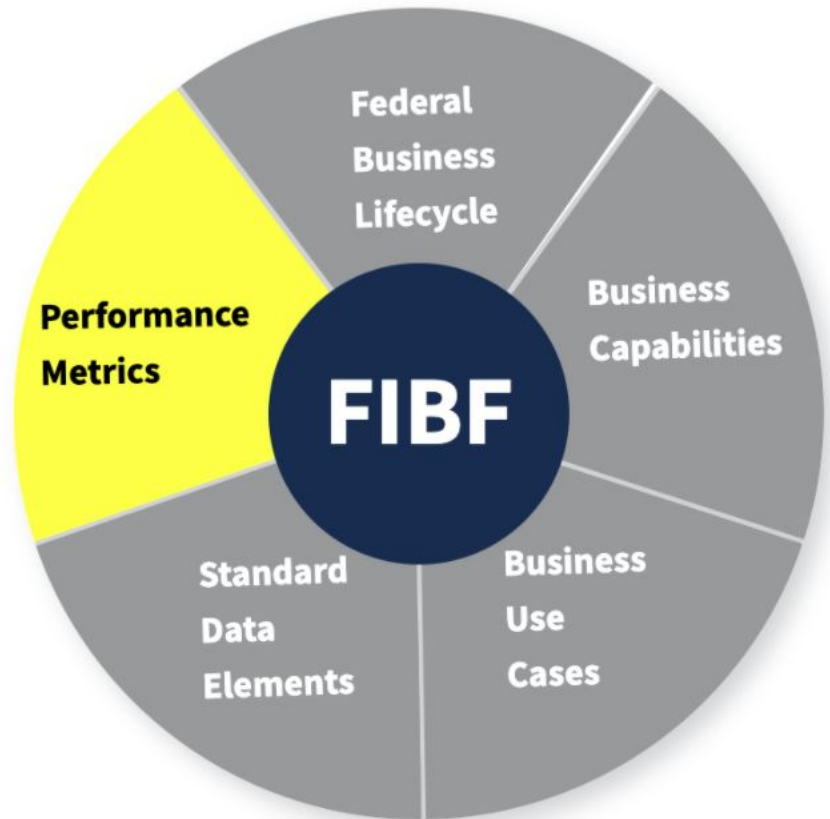 Federal
Business
Lifecycle
Business
Capabilities
Business
Use
Cases
Standard
Data
Elements
Performance
Metrics
FIBF